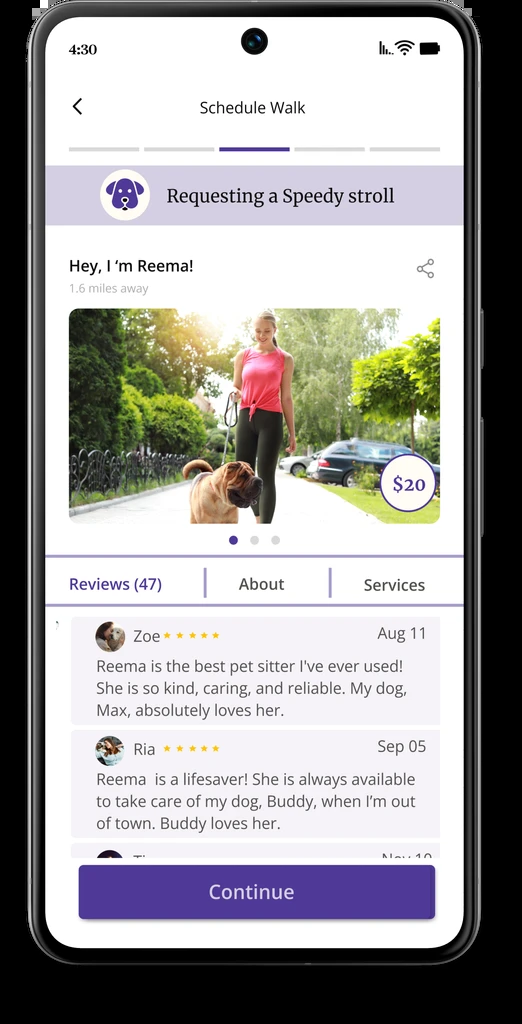 4:30
Schedule Walk
Requesting a Speedy stroll
Hey, I ‘m Reema!
1.6 miles away
$20
Reviews (47)
About
Services
Zoe
Aug 11
Reema is the best pet sitter I've ever used!
She is so kind, caring, and reliable. My dog,
Max, absolutely loves her.
Ria
Sep 05
Reema is a lifesaver! She is always available
to take care of my dog, Buddy, when I’m out
of town. Buddy loves her.
Nov 10
Continue